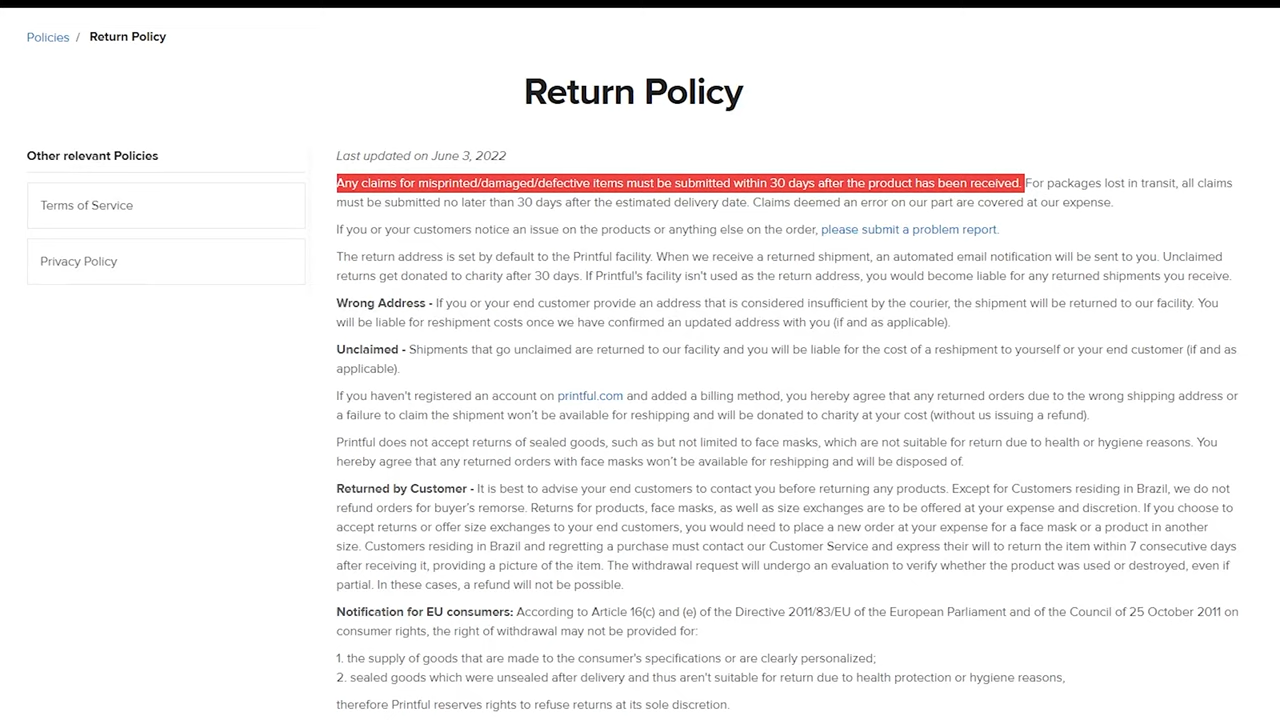 Policies / Return Policy
Return Policy
Other relevant Policies
Terms of Service
Privacy Policy
Last updated on June 3, 2022
Any claims for misprinted/damaged/defective items must be submitted within 30 days after the product has been received. For packages lost in transit, all claims
must be submitted no later than 30 days after the estimated delivery date. Claims deemed an error on our part are covered at our expense.
If you or your customers notice an issue on the products or anything else on the order, please submit a problem report.
The return address is set by default to the Printful facility. When we receive a returned shipment, an automated email notification will be sent to you. Unclaimed
returns get donated to charity after 30 days. If Printful's facility isn't used as the return address, you would become liable for any returned shipments you receive.
Wrong Address - If you or your end customer provide an address that is considered insufficient by the courier, the shipment will be returned to our facility. You
will be liable for reshipment costs once we have confirmed an updated address with you (if and as applicable).
Unclaimed - Shipments that go unclaimed are returned to our facility and you will be liable for the cost of a reshipment to yourself or your end customer (if and as
applicable).
If you haven't registered an account on printful.com and added a billing method, you hereby agree that any returned orders due to the wrong shipping address or
a failure to claim the shipment won't be available for reshipping and will be donated to charity at your cost (without us issuing a refund).
Printful does not accept returns of sealed goods, such as but not limited to face masks, which are not suitable for return due to health or hygiene reasons. You
hereby agree that any returned orders with face masks won't be available for reshipping and will be disposed of.
Returned by Customer - It is best to advise your end customers to contact you before returning any products. Except for Customers residing in Brazil, we do not
refund orders for buyer's remorse. Returns for products, face masks, as well as size exchanges are to be offered at your expense and discretion. If you choose to
accept returns or offer size exchanges to your end customers, you would need to place a new order at your expense for a face mask or a product in another
size. Customers residing in Brazil and regretting a purchase must contact our Customer Service and express their will to return the item within 7 consecutive days
after receiving it, providing a picture of the item. The withdrawal request will undergo an evaluation to verify whether the product was used or destroyed, even if
partial. In these cases, a refund will not be possible.
Notification for EU consumers: According to Article 16(c) and (e) of the Directive 2011/83/EU of the European Parliament and of the Council of 25 October 2011 on
consumer rights, the right of withdrawal may not be provided for:
1. the supply of goods that are made to the consumer's specifications or are clearly personalized;
2. sealed goods which were unsealed after delivery and thus aren't suitable for return due to health protection or hygiene reasons,
therefore Printful reserves rights to refuse returns at its sole discretion.